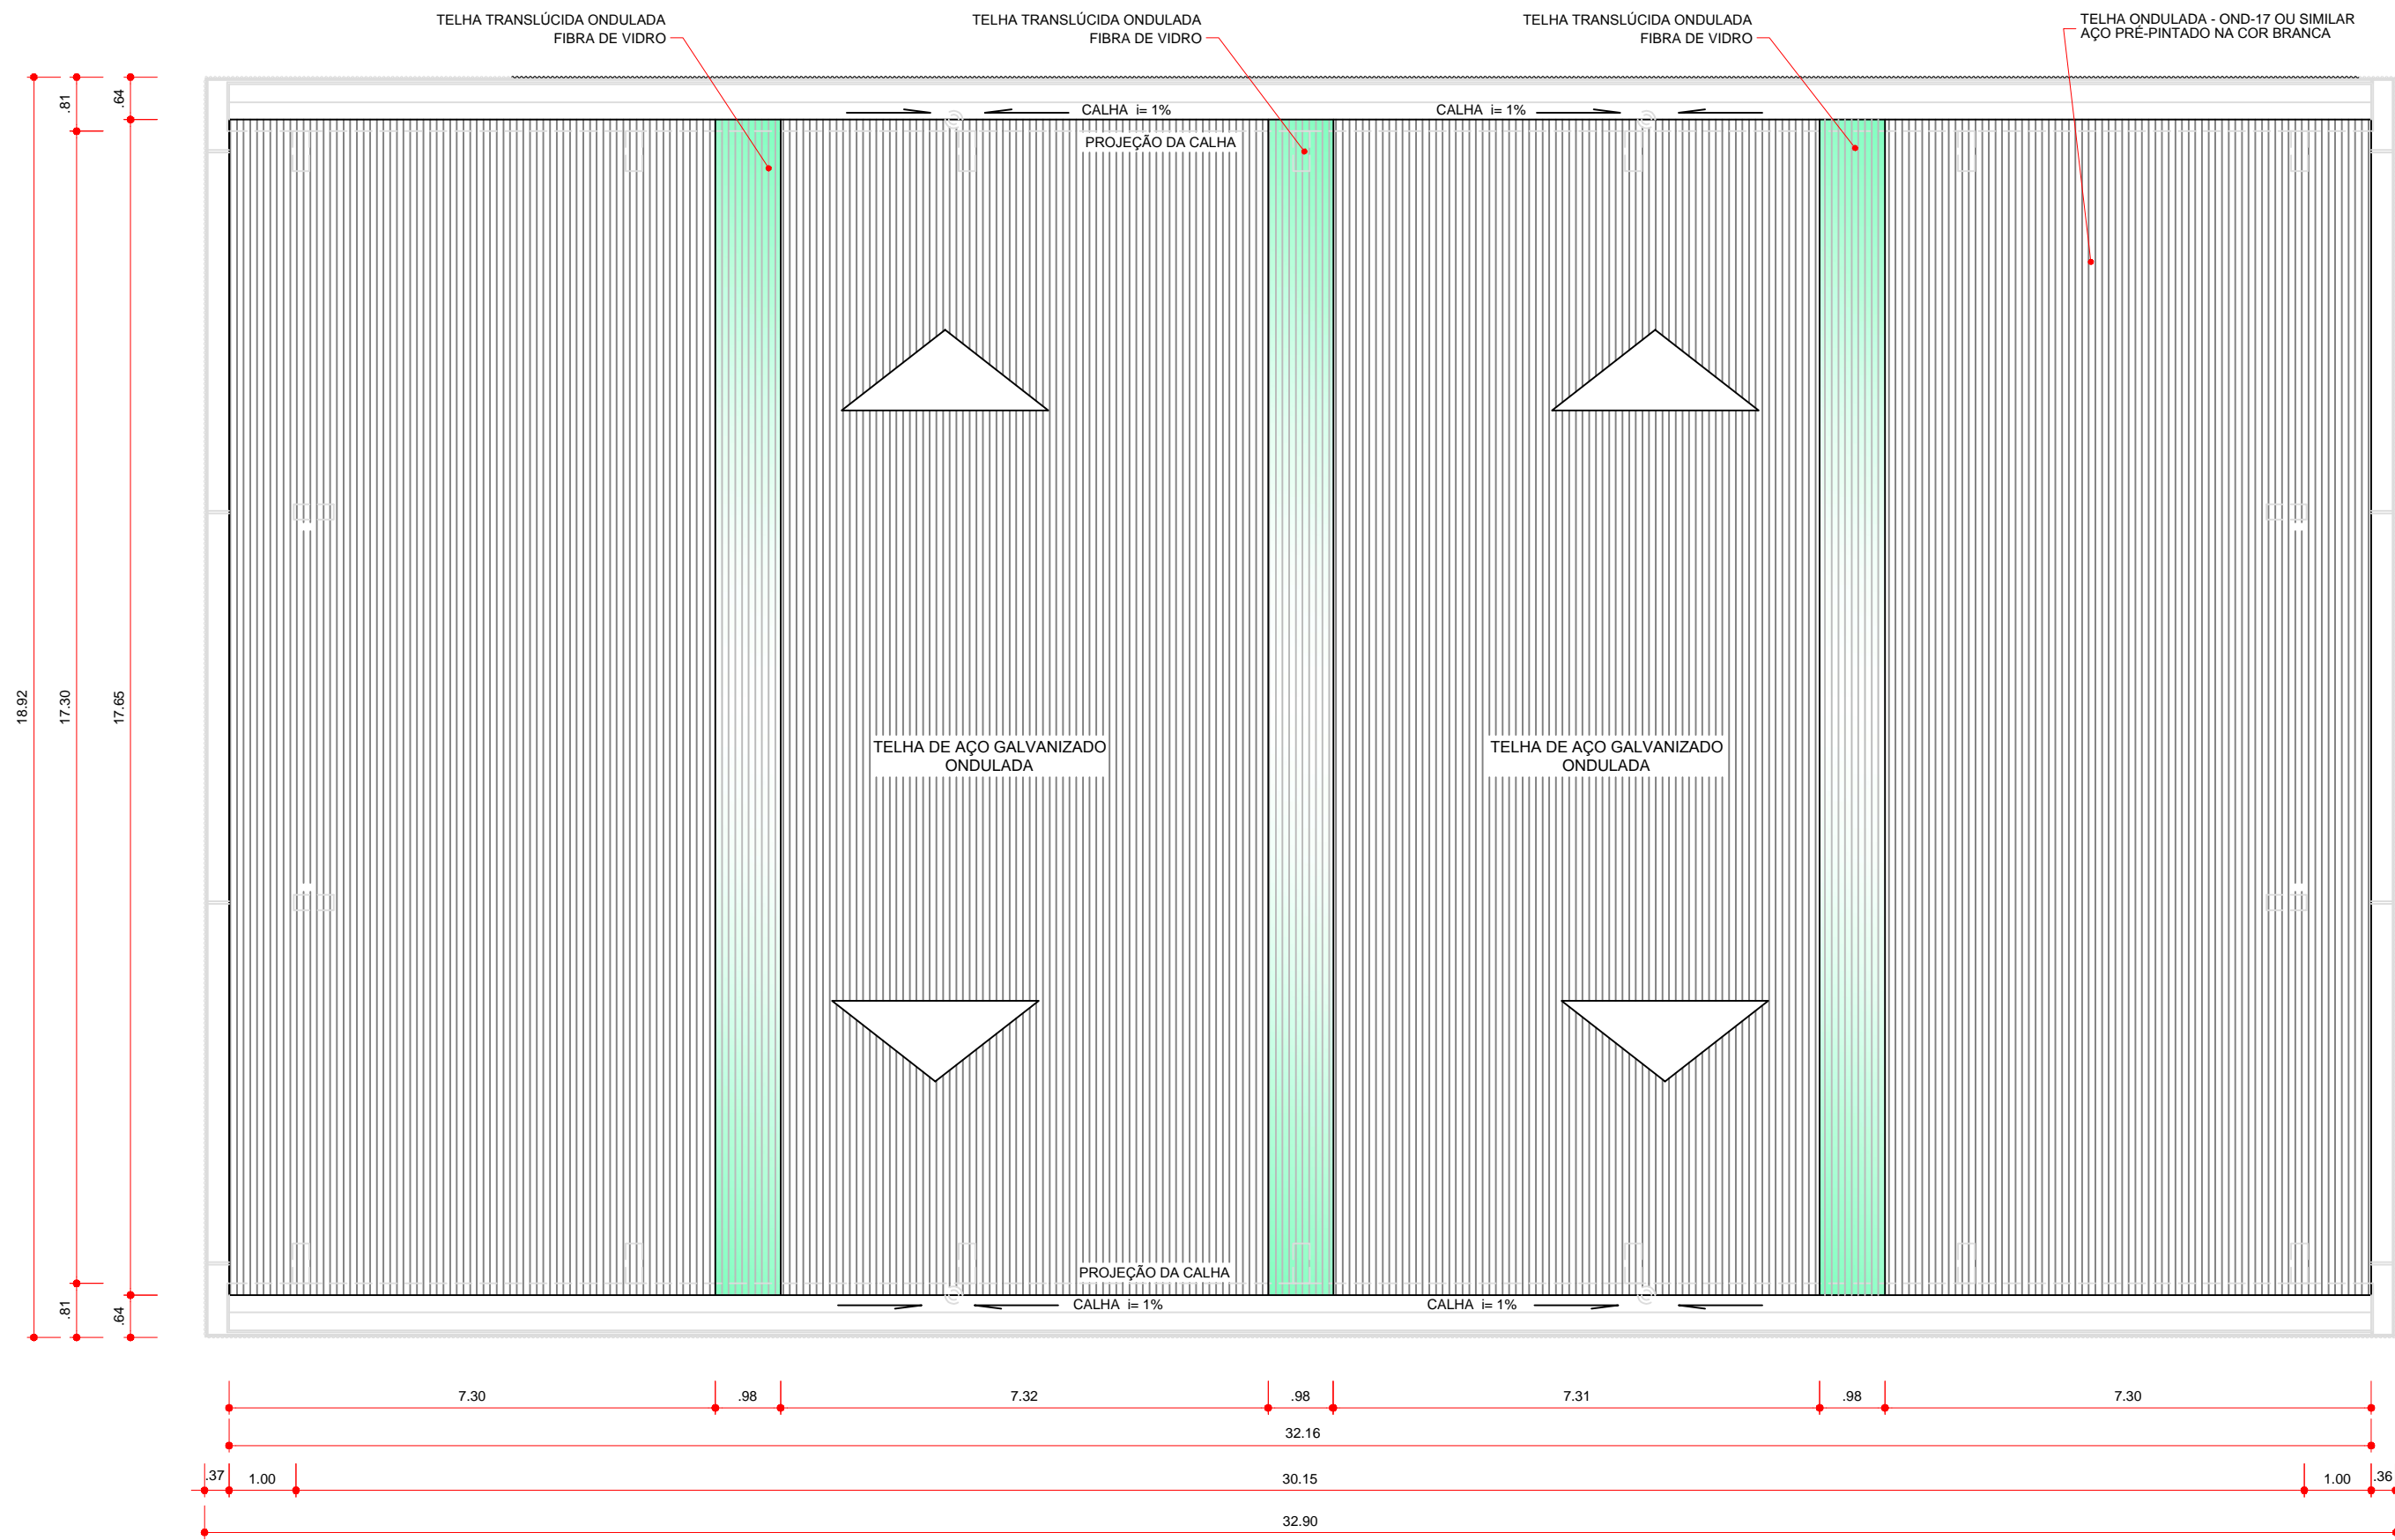 TELHA TRANSLÚCIDA ONDULADA
FIBRA DE VIDRO
TELHA TRANSLÚCIDA ONDULADA
FIBRA DE VIDRO
TELHA TRANSLÚCIDA ONDULADA
FIBRA DE VIDRO
TELHA ONDULADA - OND-17 OU SIMILAR
AÇO PRÉ-PINTADO NA COR BRANCA
.81
.64
CALHA i= 1%
CALHA i= 1%
PROJEÇÃO DA CALHA
18.92
17.30
17.65
TELHA DE AÇO GALVANIZADO
ONDULADA
TELHA DE AÇO GALVANIZADO
ONDULADA
PROJEÇÃO DA CALHA
CALHA i= 1%
CALHA i= 1%
.81
.64
7.30
.98
7.32
.98
7.31
.98
7.30
32.16
.37
1.00
30.15
1.00
.36
32.90